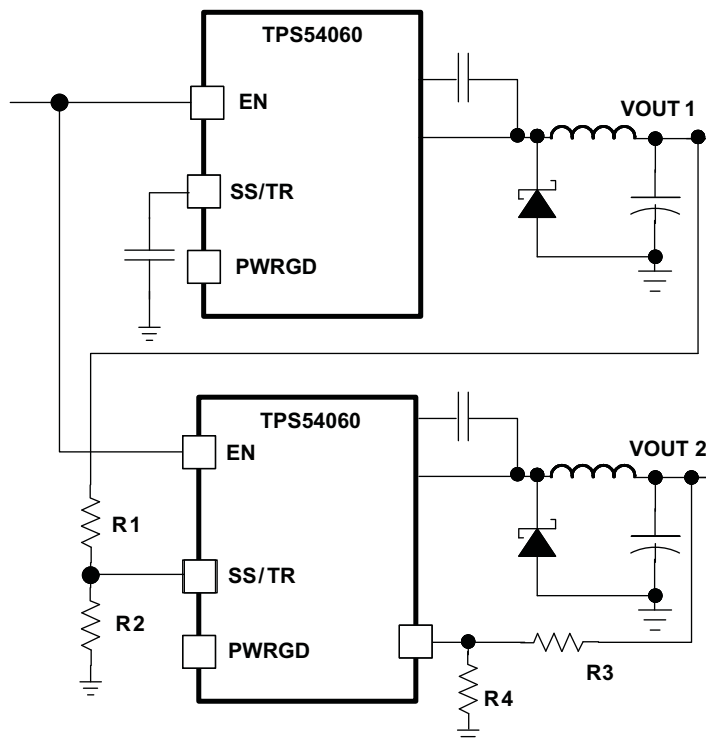 TPS54060
EN
VOUT 1
SS/TR
PWRGD
TPS54060
EN
VOUT 2
R1
SS/TR
R2
PWRGD
R3
R4